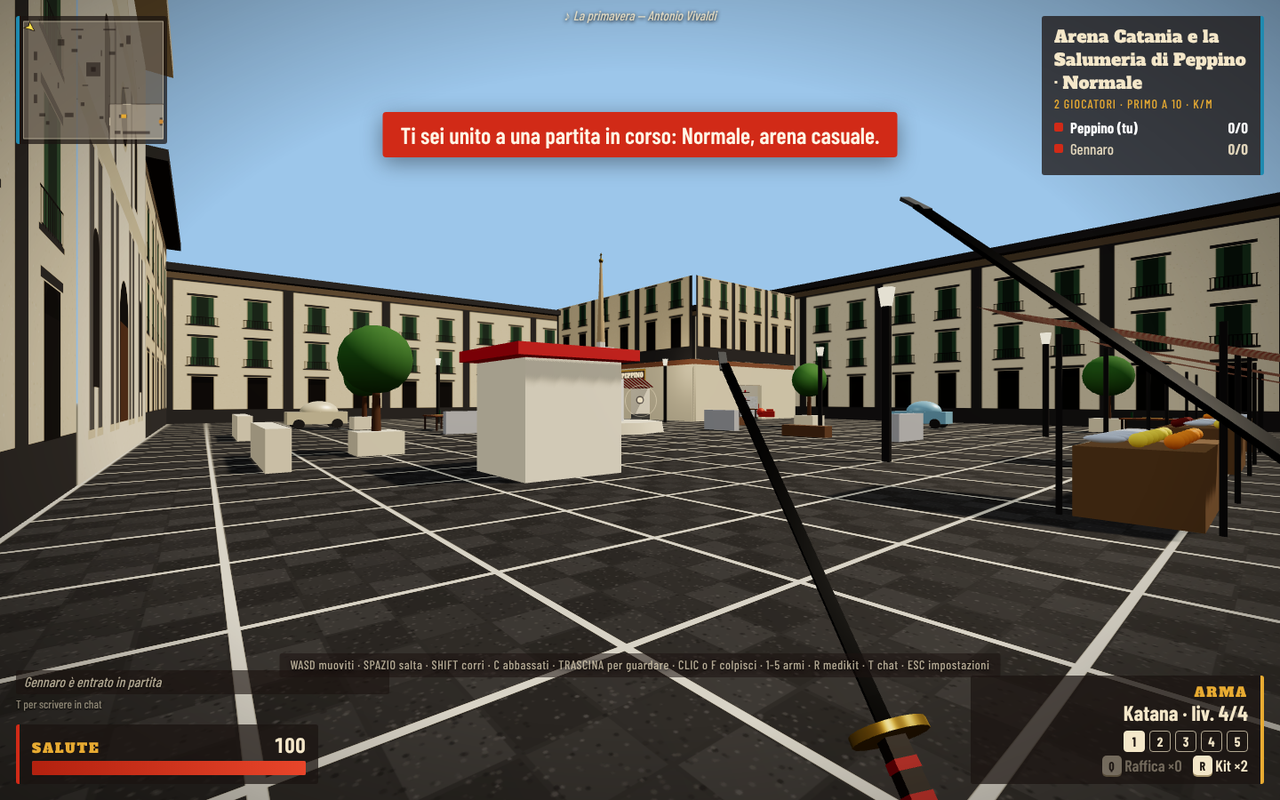 ♪ La primavera — Antonio Vivaldi
Arena Catania e la
Salumeria di Peppino
· Normale
2 GIOCATORI · PRIMO A 10 · K/M
Peppino (tu) 0/0
Gennaro 0/0
Ti sei unito a una partita in corso: Normale, arena casuale.
PEPPINO
WASD muoviti · SPAZIO salta · SHIFT corri · C abbassati · TRASCINA per guardare · CLIC o F colpisci · 1-5 armi · R medikit · T chat · ESC impostazioni
Gennaro è entrato in partita
T per scrivere in chat
SALUTE 100
ARMA
Katana · liv. 4/4
1 2 3 4 5
Q Raffica ×0 R Kit ×2